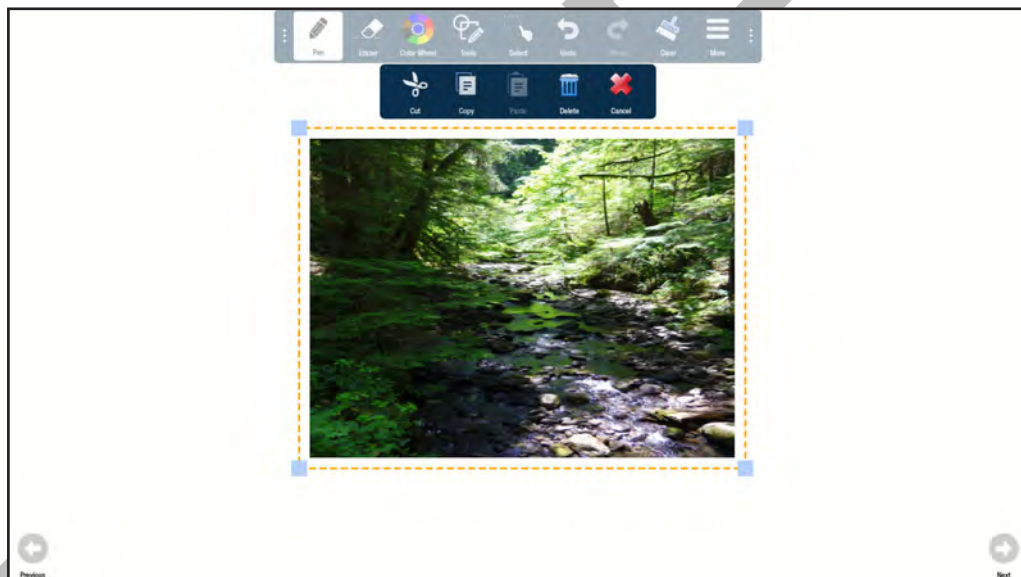 Pen Eraser Color Wheel Tools Select Undo Clear More
Cut Copy Paste Delete Cancel
Previous Next